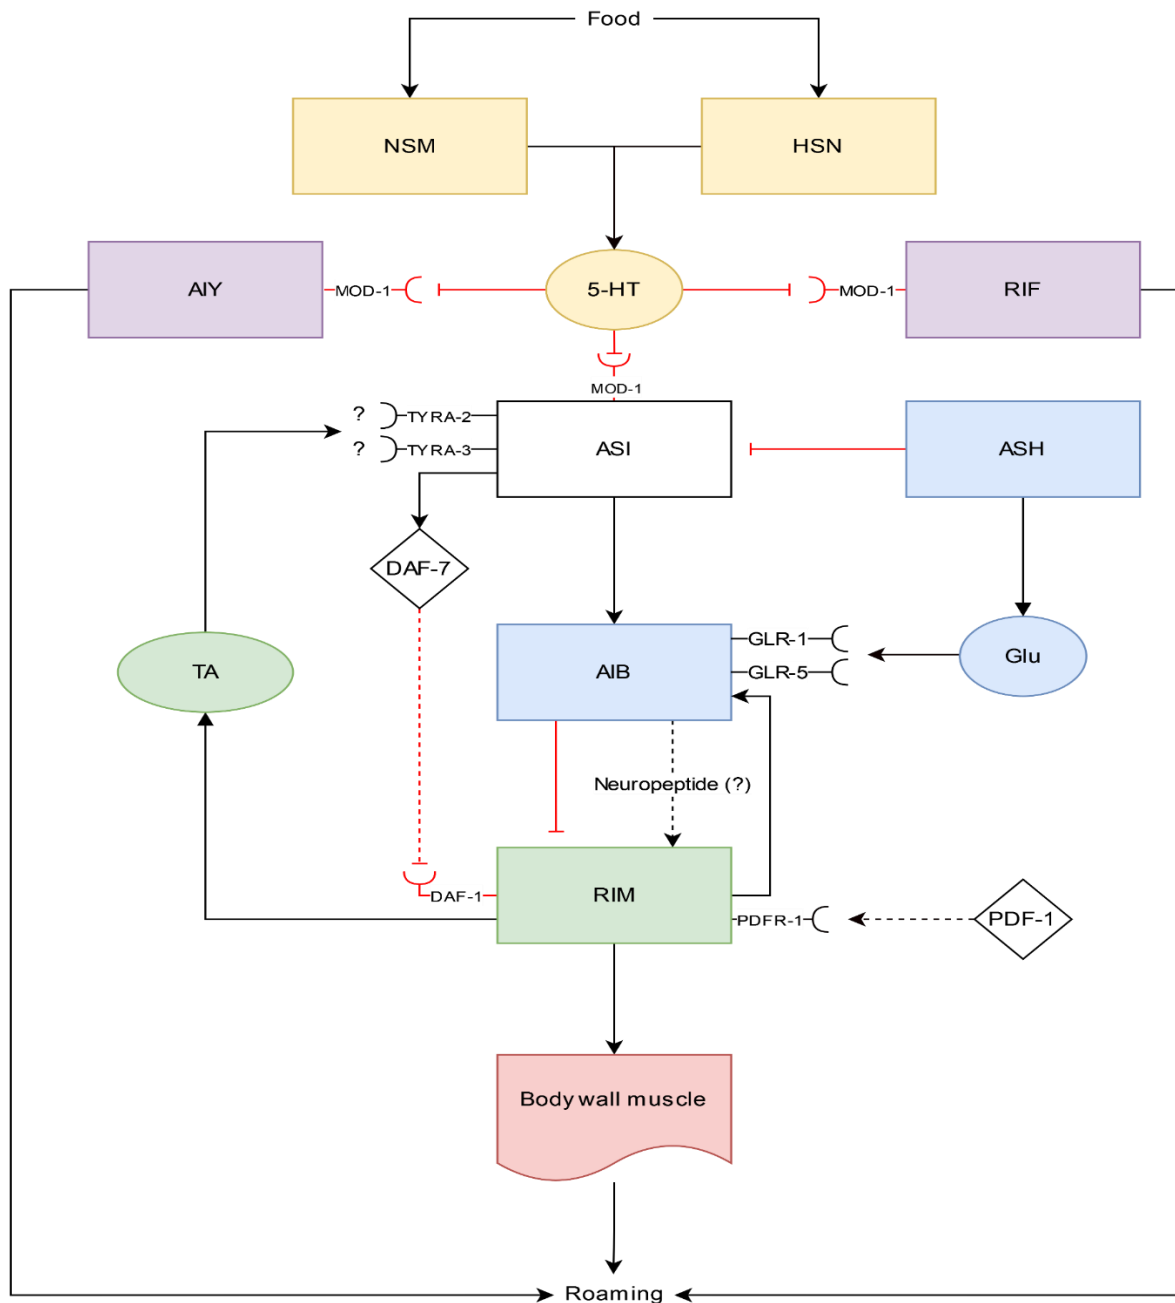 Food
NSM
HSN
AIY
MOD-1
5-HT
MOD-1
RIF
MOD-1
? TYRA-2
? TYRA-3
ASI
ASH
DAF-7
TA
AIB
GLR-1
GLR-5
Glu
Neuropeptide (?)
DAF-1
RIM
PDFR-1
PDF-1
Body wall muscle
Roaming